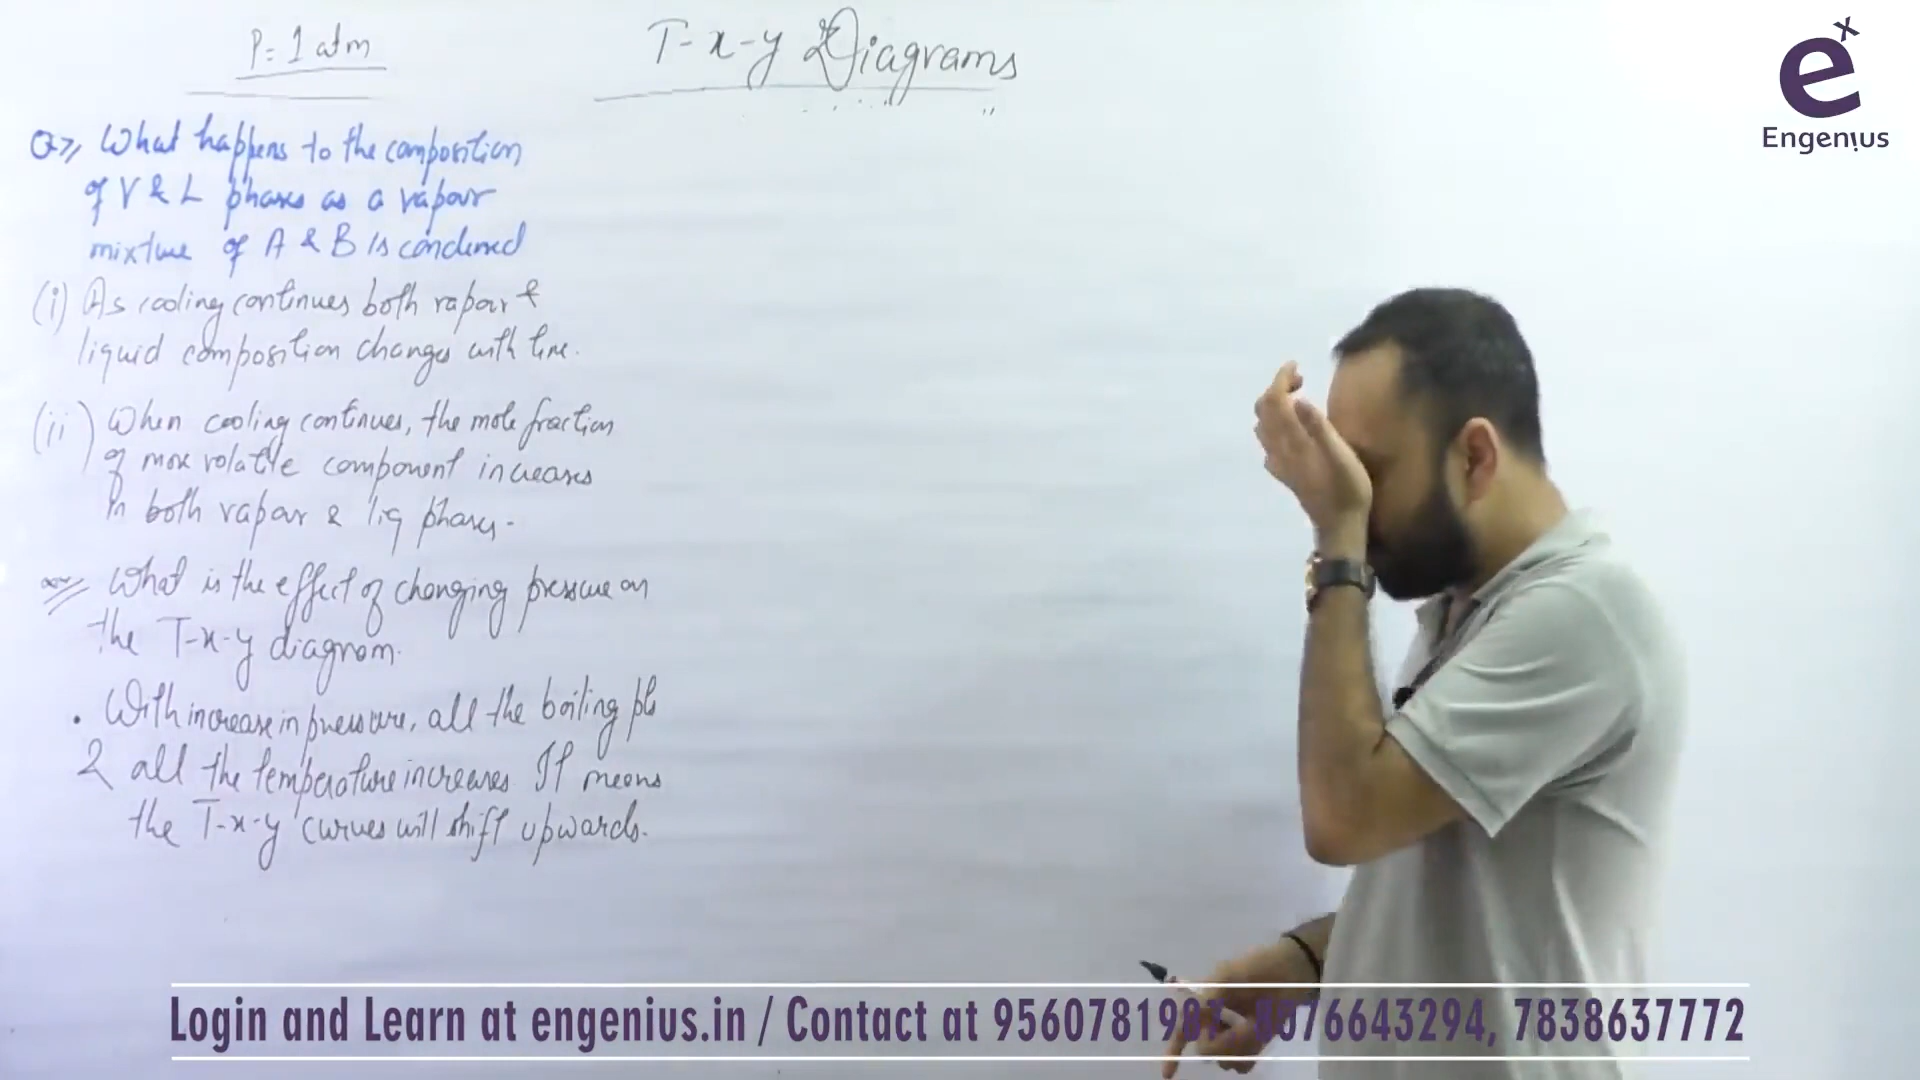 P = 1 atm
T-x-y Diagrams
ex
Engenius
Q⇒ What happens to the composition
of V & L phases as a vapour
mixture of A & B is condensed
(i) As cooling continues both vapour &
liquid composition changes with time.
(ii) When cooling continues, the mole fraction
of more volatile component increases
in both vapour & liq phases.
What is the effect of changing pressure on
the T-x-y diagram.
• With increase in pressure, all the boiling pts
& all the temperature increases. It means
the T-x-y curves will shift upwards.
Login and Learn at engenius.in / Contact at 9560781987, 8076643294, 7838637772